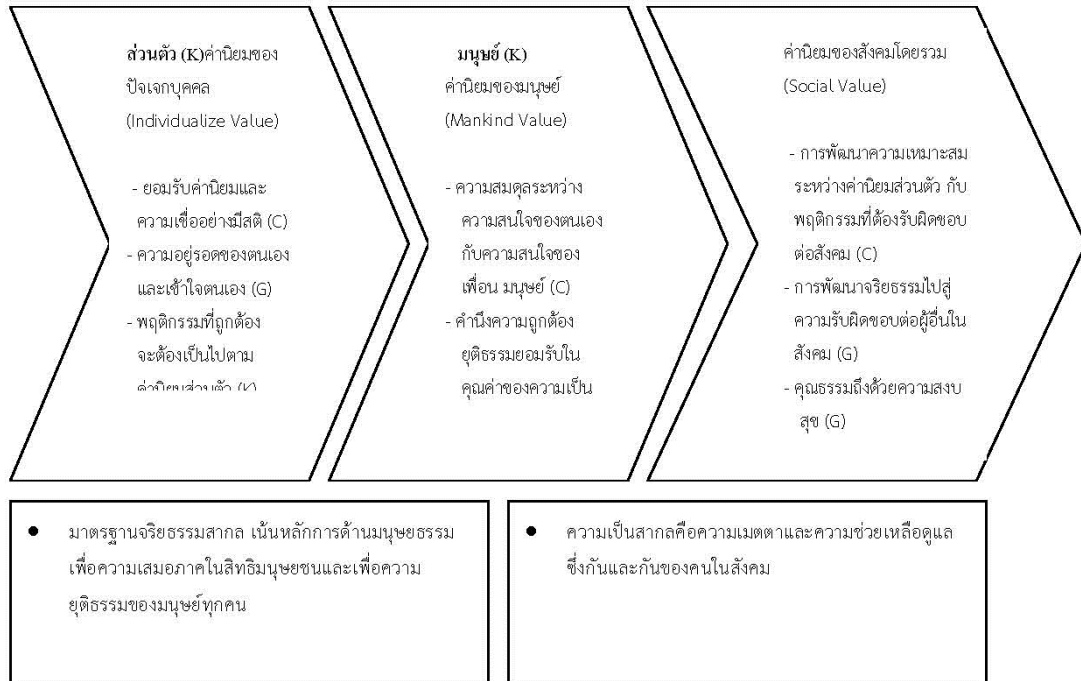 ส่วนตัว (K)ค่านิยมของ
ปัจเจกบุคคล
(Individualize Value)
- ยอมรับค่านิยมและ
ความเชื่ออย่างมีสติ (C)
- ความอยู่รอดของตนเอง
และเข้าใจตนเอง (G)
- พฤติกรรมที่ถูกต้อง
จะต้องเป็นไปตาม
ค่านิยมส่วนตัว (K)
มนุษย์ (K)
ค่านิยมของมนุษย์
(Mankind Value)
- ความสมดุลระหว่าง
ความสนใจของตนเอง
กับความสนใจของ
เพื่อน มนุษย์ (C)
- คำนึงความถูกต้อง
ยุติธรรมยอมรับใน
คุณค่าของความเป็น
ค่านิยมของสังคมโดยรวม
(Social Value)
- การพัฒนาความเหมาะสม
ระหว่างค่านิยมส่วนตัว กับ
พฤติกรรมที่ต้องรับผิดชอบ
ต่อสังคม (C)
- การพัฒนาจริยธรรมไปสู่
ความรับผิดชอบต่อผู้อื่นใน
สังคม (G)
- คุณธรรมถึงด้วยความสงบ
สุข (G)
● มาตรฐานจริยธรรมสากล เน้นหลักการด้านมนุษยธรรม
เพื่อความเสมอภาคในสิทธิมนุษยชนและเพื่อความ
ยุติธรรมของมนุษย์ทุกคน
● ความเป็นสากลคือความเมตตาและความช่วยเหลือดูแล
ซึ่งกันและกันของคนในสังคม